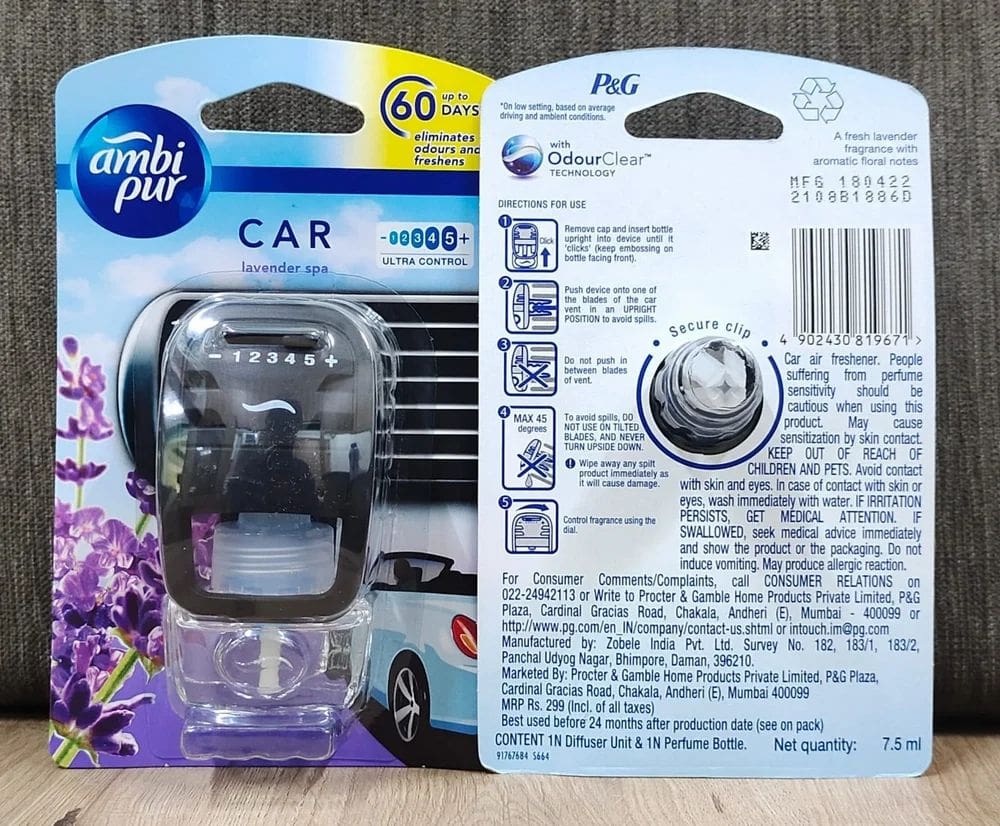 ambi
pur
60 up to
DAYS
eliminates
odours and
freshens
CAR
lavender spa
- 1 2 3 4 5 +
ULTRA CONTROL
- 1 2 3 4 5 +
P&G
*On low setting, based on average
driving and ambient conditions.
with
OdourClear™
TECHNOLOGY
A fresh lavender
fragrance with
aromatic floral notes
MFG 180422
2108B1886D
DIRECTIONS FOR USE
1
Click
Remove cap and insert bottle
upright into device until it
'clicks' (keep embossing on
bottle facing front).
2
Push device onto one of
the blades of the car
vent in an UPRIGHT
POSITION to avoid spills.
3
Do not push in
between blades
of vent.
4
MAX 45
degrees
To avoid spills, DO
NOT USE ON TILTED
BLADES, AND NEVER
TURN UPSIDE DOWN.
! Wipe away any spilt
product immediately as
it will cause damage.
5
Control fragrance using the
dial.
Secure clip
4 902430 819671 >
Car air freshener. People
suffering from perfume
sensitivity should be
cautious when using this
product. May cause
sensitization by skin contact.
KEEP OUT OF REACH OF
CHILDREN AND PETS. Avoid contact
with skin and eyes. In case of contact with skin or
eyes, wash immediately with water. IF IRRITATION
PERSISTS, GET MEDICAL ATTENTION. IF
SWALLOWED, seek medical advice immediately
and show the product or the packaging. Do not
induce vomiting. May produce allergic reaction.
For Consumer Comments/Complaints, call CONSUMER RELATIONS on
022-24942113 or Write to Procter & Gamble Home Products Private Limited, P&G
Plaza, Cardinal Gracias Road, Chakala, Andheri (E), Mumbai - 400099 or
http://www.pg.com/en_IN/company/contact-us.shtml or intouch.im@pg.com
Manufactured by: Zobele India Pvt. Ltd. Survey No. 182, 183/1, 183/2,
Panchal Udyog Nagar, Bhimpore, Daman, 396210.
Marketed By: Procter & Gamble Home Products Private Limited, P&G Plaza,
Cardinal Gracias Road, Chakala, Andheri (E), Mumbai 400099
MRP Rs. 299 (Incl. of all taxes)
Best used before 24 months after production date (see on pack)
CONTENT 1N Diffuser Unit & 1N Perfume Bottle. Net quantity: 7.5 ml
91767684 S664